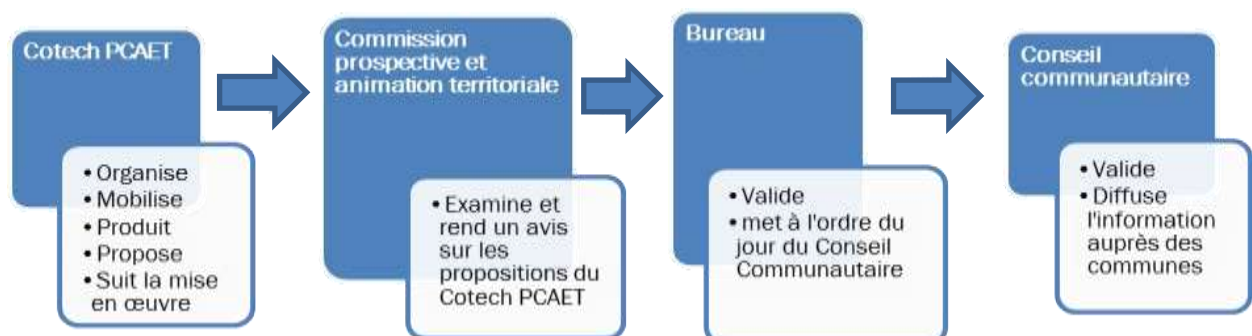 Cotech PCAET
• Organise
• Mobilise
• Produit
• Propose
• Suit la mise
en œuvre
Commission
prospective et
animation territoriale
• Examine et
rend un avis
sur les
propositions du
Cotech PCAET
Bureau
• Valide
• met à l'ordre du
jour du Conseil
Communautaire
Conseil
communautaire
• Valide
• Diffuse
l'information
auprès des
communes